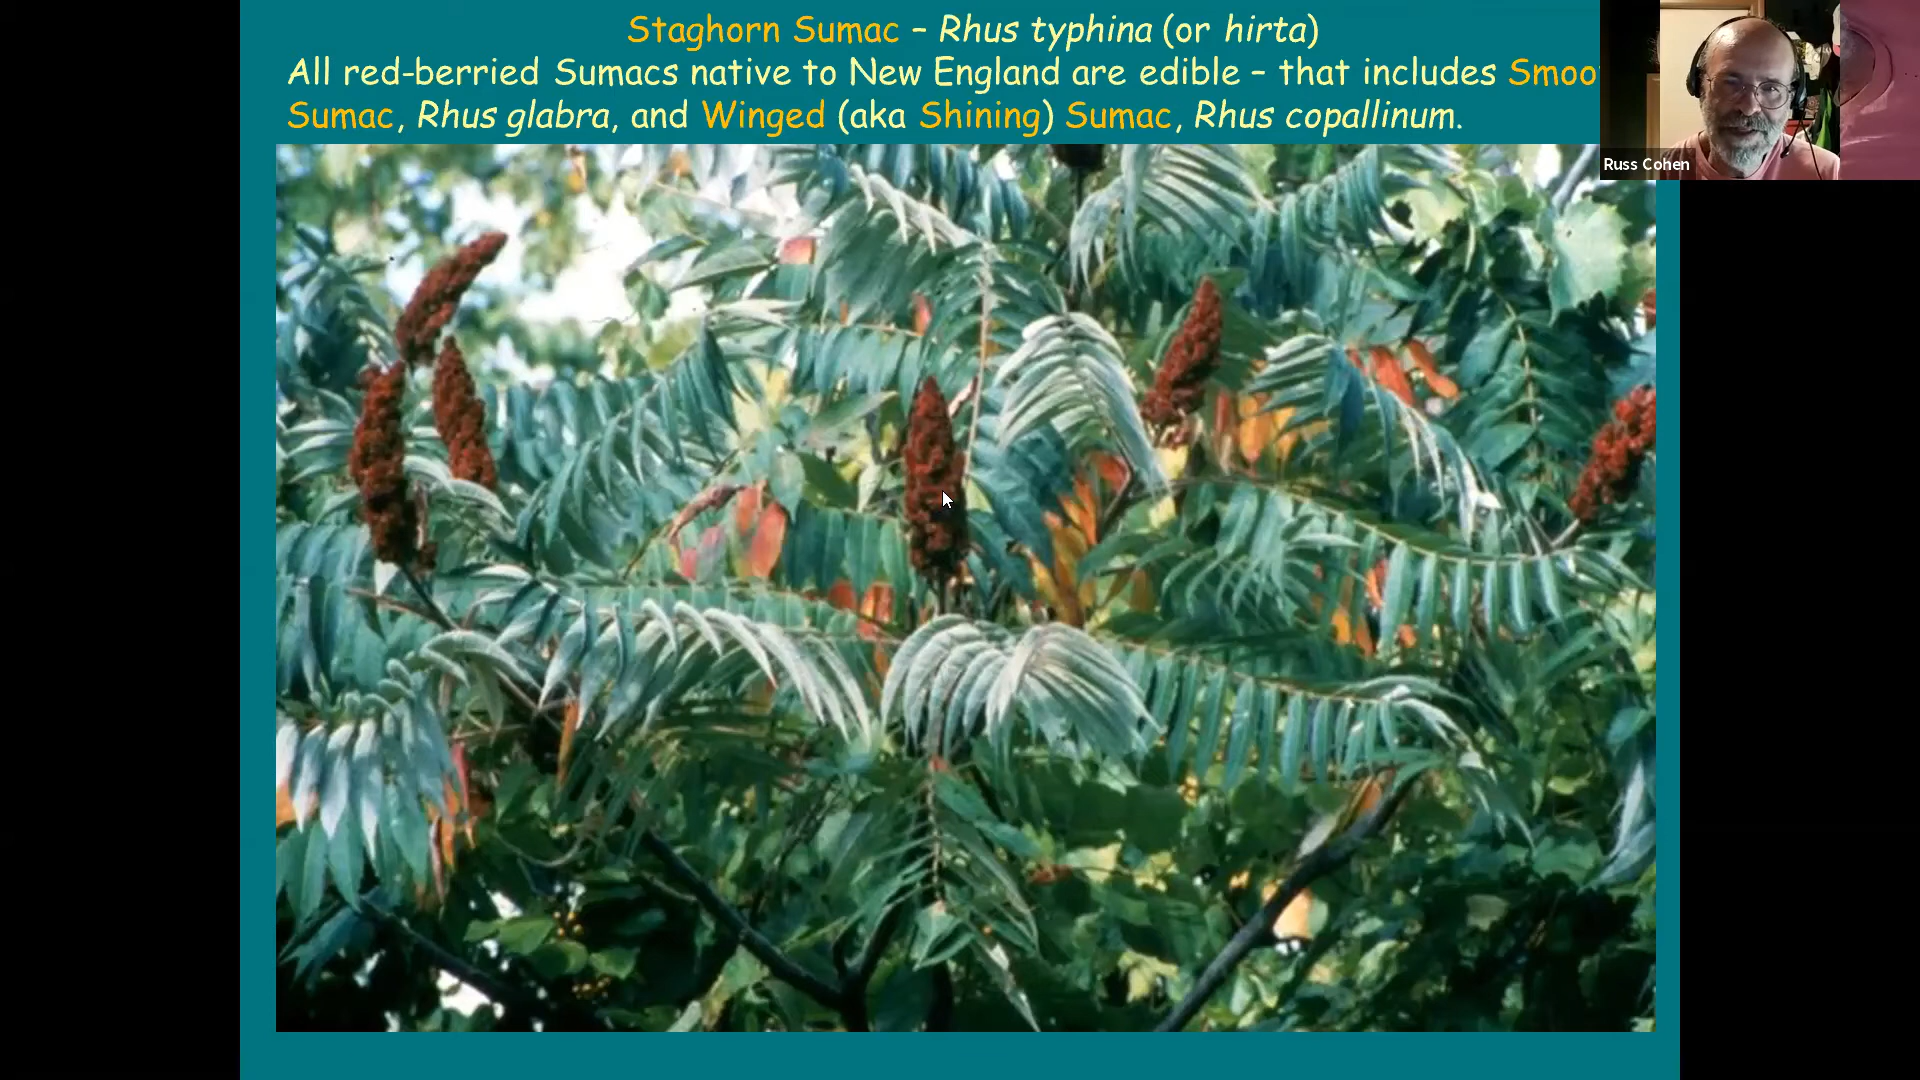 Staghorn Sumac – Rhus typhina (or hirta)
All red-berried Sumacs native to New England are edible – that includes Smoo
Sumac, Rhus glabra, and Winged (aka Shining) Sumac, Rhus copallinum.
Russ Cohen